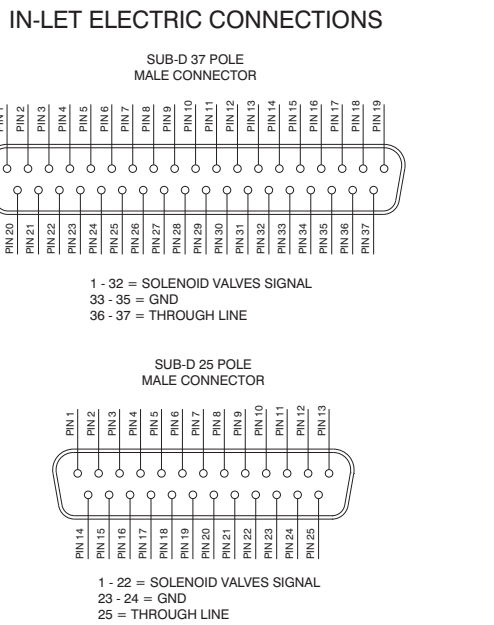 IN-LET ELECTRIC CONNECTIONS
SUB-D 37 POLE
MALE CONNECTOR
PIN 1 PIN 2 PIN 3 PIN 4 PIN 5 PIN 6 PIN 7 PIN 8 PIN 9 PIN 10 PIN 11 PIN 12 PIN 13 PIN 14 PIN 15 PIN 16 PIN 17 PIN 18 PIN 19
PIN 20 PIN 21 PIN 22 PIN 23 PIN 24 PIN 25 PIN 26 PIN 27 PIN 28 PIN 29 PIN 30 PIN 31 PIN 32 PIN 33 PIN 34 PIN 35 PIN 36 PIN 37
1 - 32 = SOLENOID VALVES SIGNAL
33 - 35 = GND
36 - 37 = THROUGH LINE
SUB-D 25 POLE
MALE CONNECTOR
PIN 1 PIN 2 PIN 3 PIN 4 PIN 5 PIN 6 PIN 7 PIN 8 PIN 9 PIN 10 PIN 11 PIN 12 PIN 13
PIN 14 PIN 15 PIN 16 PIN 17 PIN 18 PIN 19 PIN 20 PIN 21 PIN 22 PIN 23 PIN 24 PIN 25
1 - 22 = SOLENOID VALVES SIGNAL
23 - 24 = GND
25 = THROUGH LINE